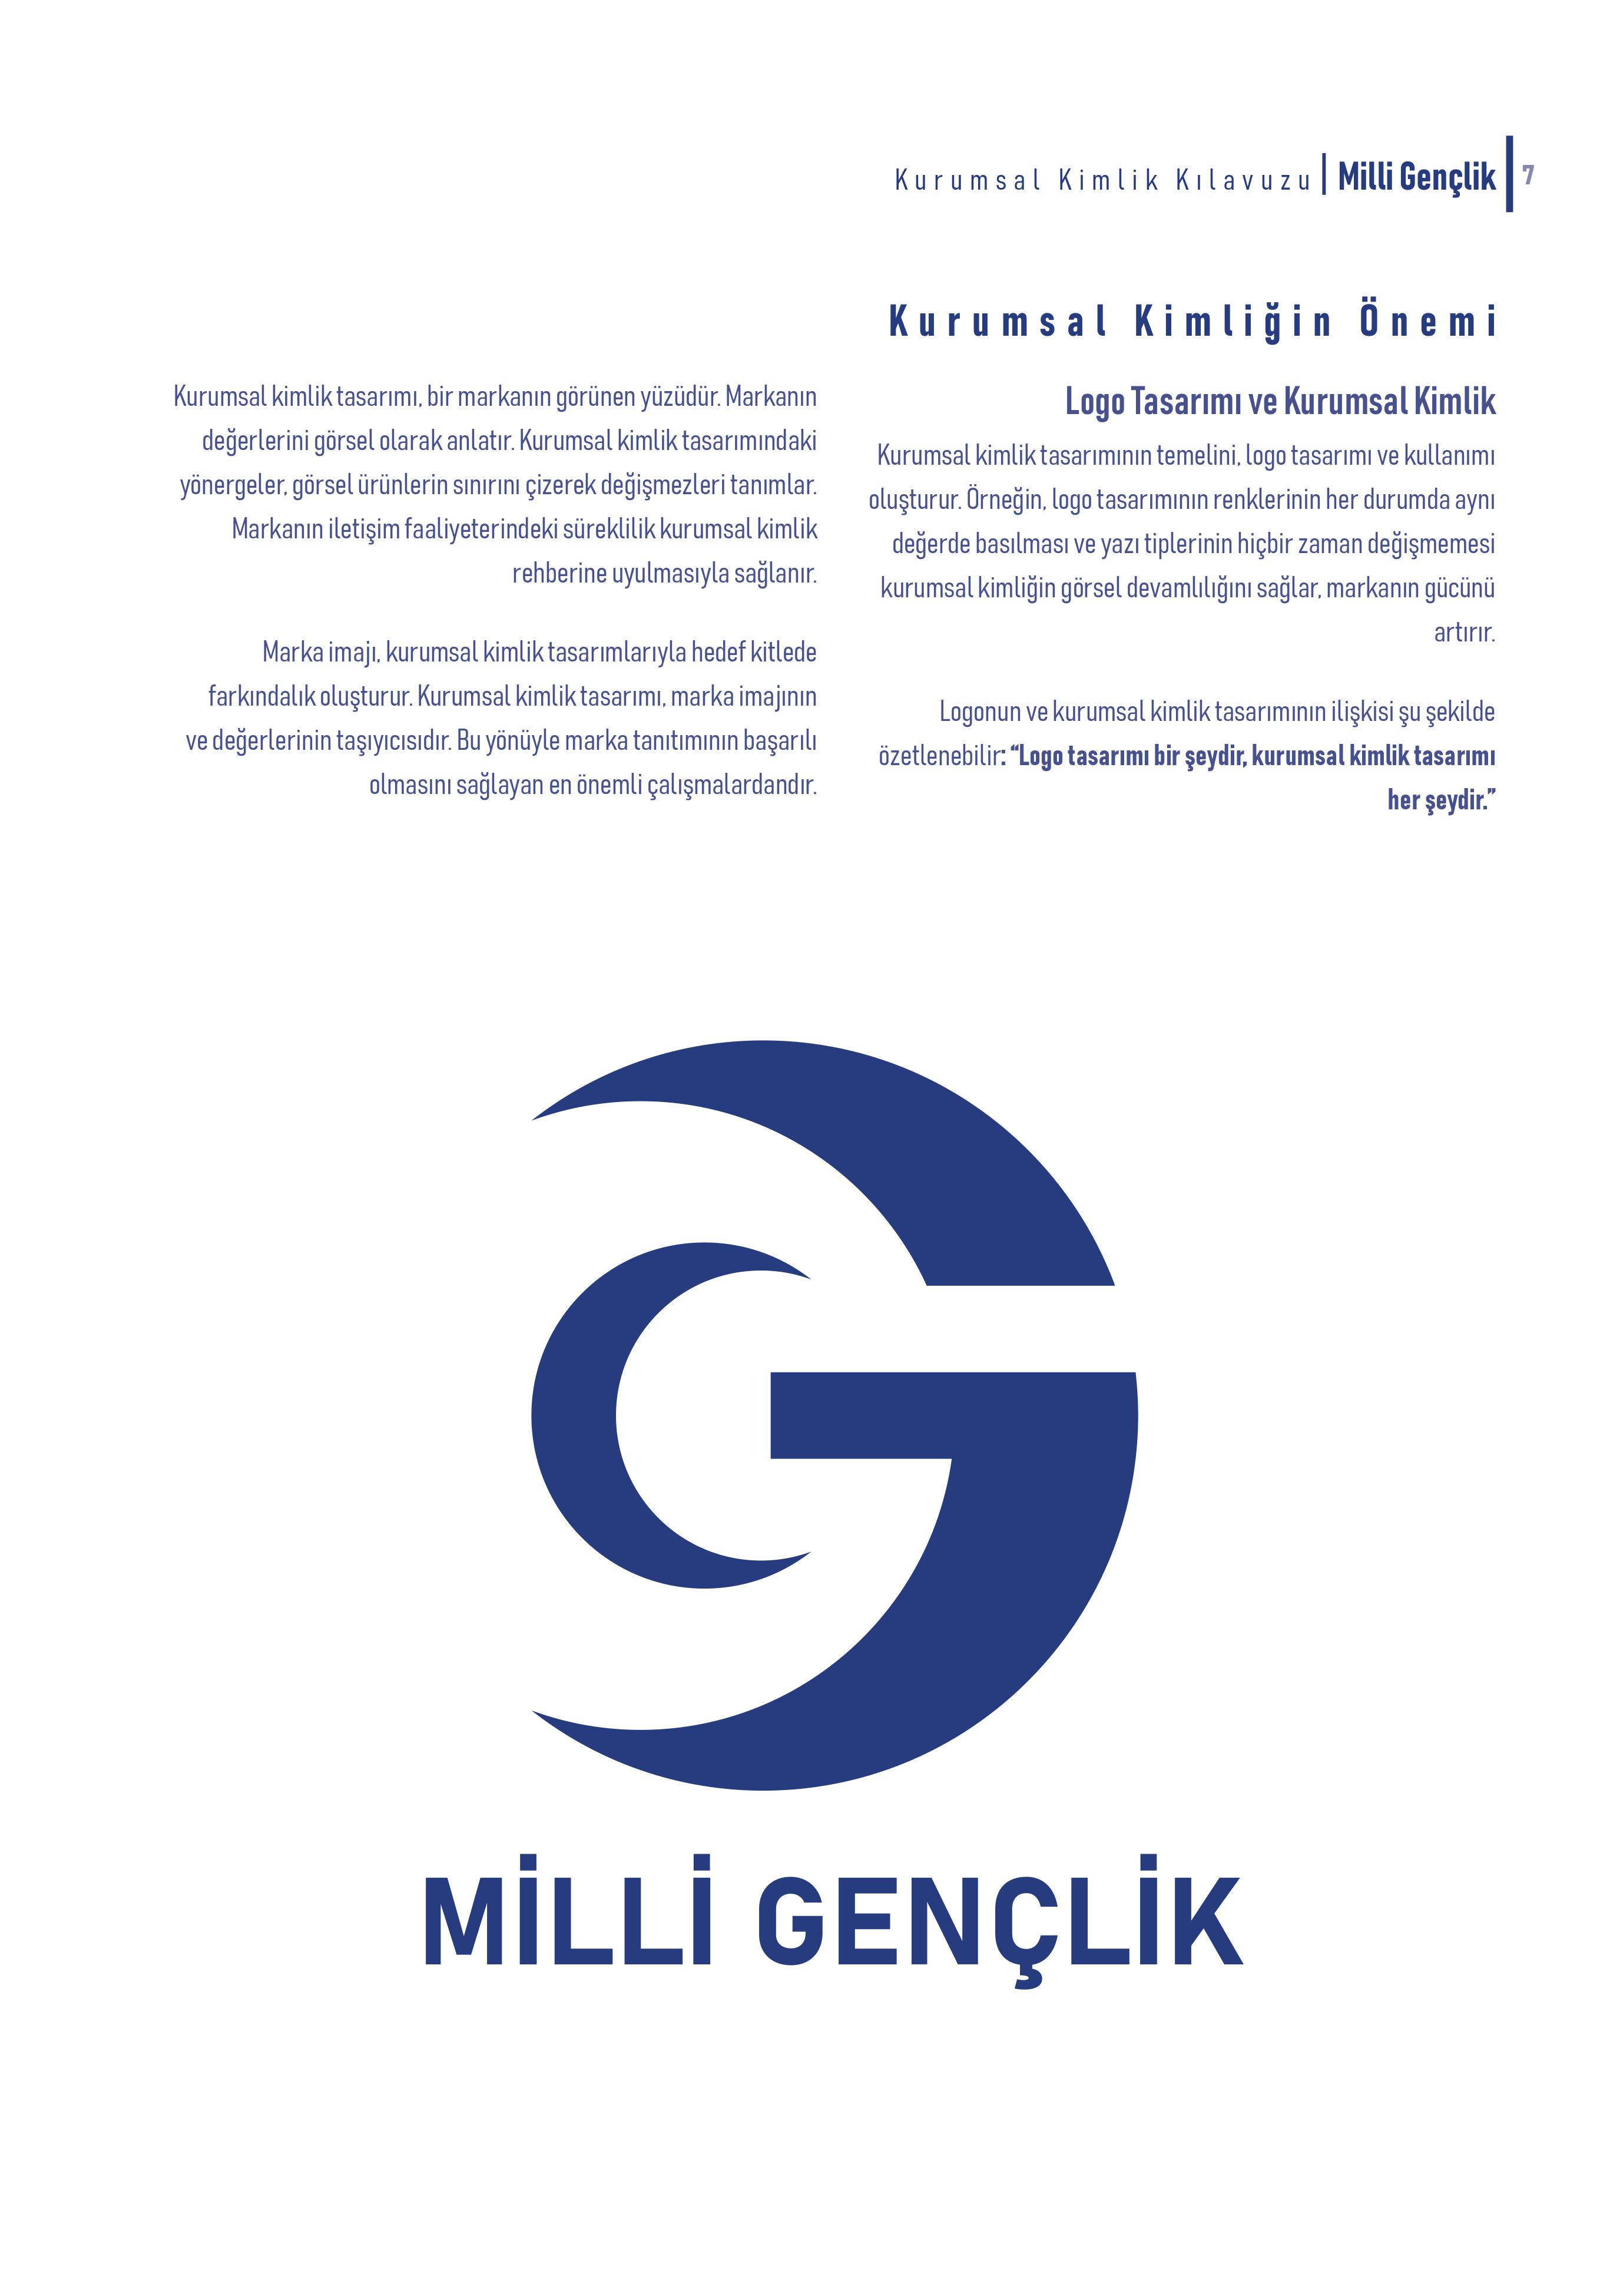 Kurumsal Kimlik Kılavuzu | Milli Gençlik | 7
Kurumsal Kimliğin Önemi
Kurumsal kimlik tasarımı, bir markanın görünen yüzüdür. Markanın
değerlerini görsel olarak anlatır. Kurumsal kimlik tasarımındaki
yönergeler, görsel ürünlerin sınırını çizerek değişmezleri tanımlar.
Markanın iletişim faaliyeterindeki süreklilik kurumsal kimlik
rehberine uyulmasıyla sağlanır.
Marka imajı, kurumsal kimlik tasarımlarıyla hedef kitlede
farkındalık oluşturur. Kurumsal kimlik tasarımı, marka imajının
ve değerlerinin taşıyıcısıdır. Bu yönüyle marka tanıtımının başarılı
olmasını sağlayan en önemli çalışmalardandır.
Logo Tasarımı ve Kurumsal Kimlik
Kurumsal kimlik tasarımının temelini, logo tasarımı ve kullanımı
oluşturur. Örneğin, logo tasarımının renklerinin her durumda aynı
değerde basılması ve yazı tiplerinin hiçbir zaman değişmemesi
kurumsal kimliğin görsel devamlılığını sağlar, markanın gücünü
artırır.
Logonun ve kurumsal kimlik tasarımının ilişkisi şu şekilde
özetlenebilir: “Logo tasarımı bir şeydir, kurumsal kimlik tasarımı
her şeydir.”
MİLLİ GENÇLİK